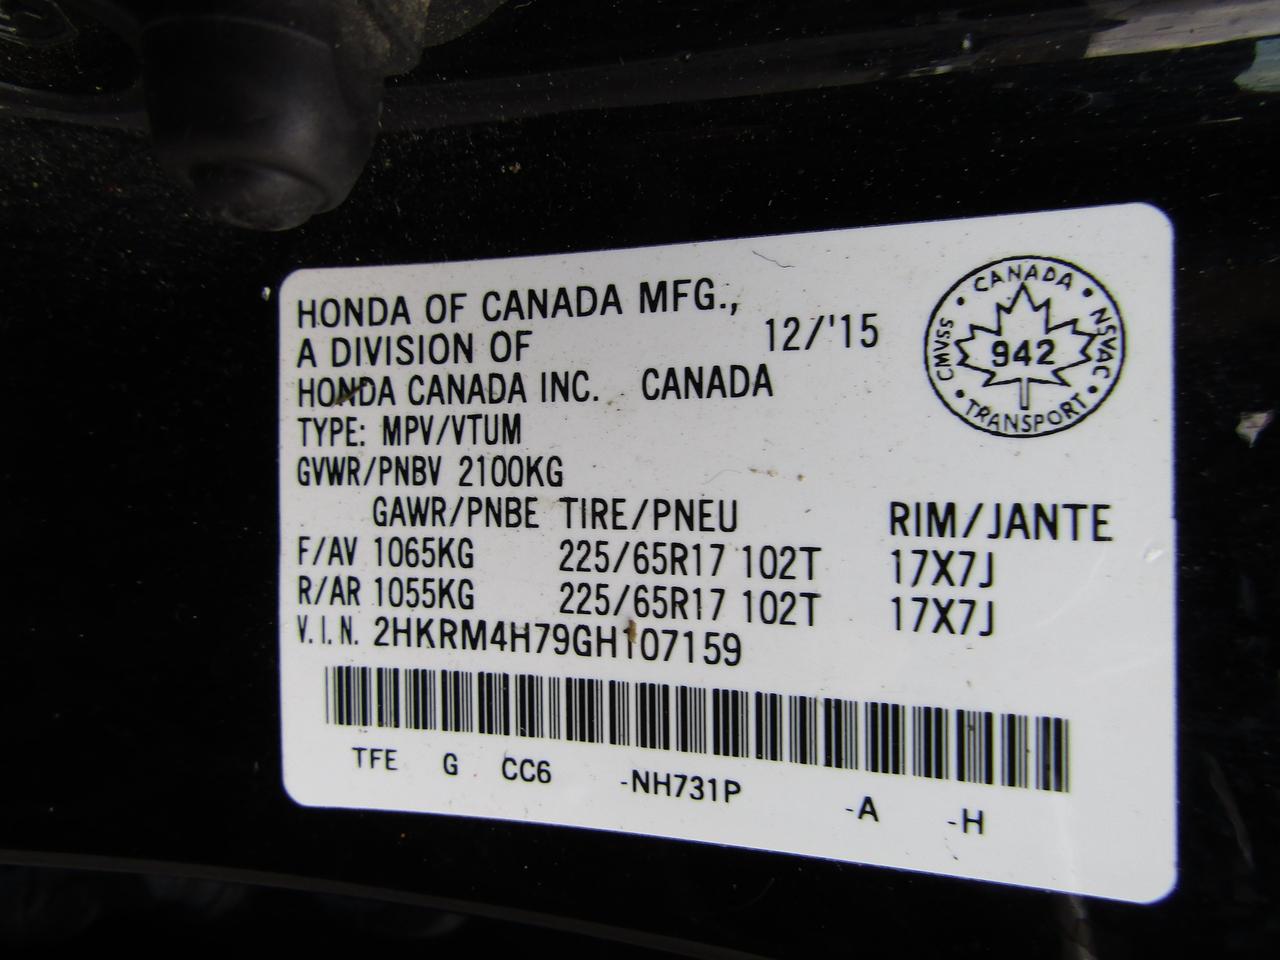 HONDA OF CANADA MFG.,
A DIVISION OF 12/'15
HONDA CANADA INC. CANADA
TYPE: MPV/VTUM
GVWR/PNBV 2100KG
GAWR/PNBE TIRE/PNEU RIM/JANTE
F/AV 1065KG 225/65R17 102T 17X7J
R/AR 1055KG 225/65R17 102T 17X7J
V.I.N. 2HKRM4H79GH107159
TFE G CC6 -NH731P -A -H
CANADA
CMVSS 942 NSVAC
TRANSPORT